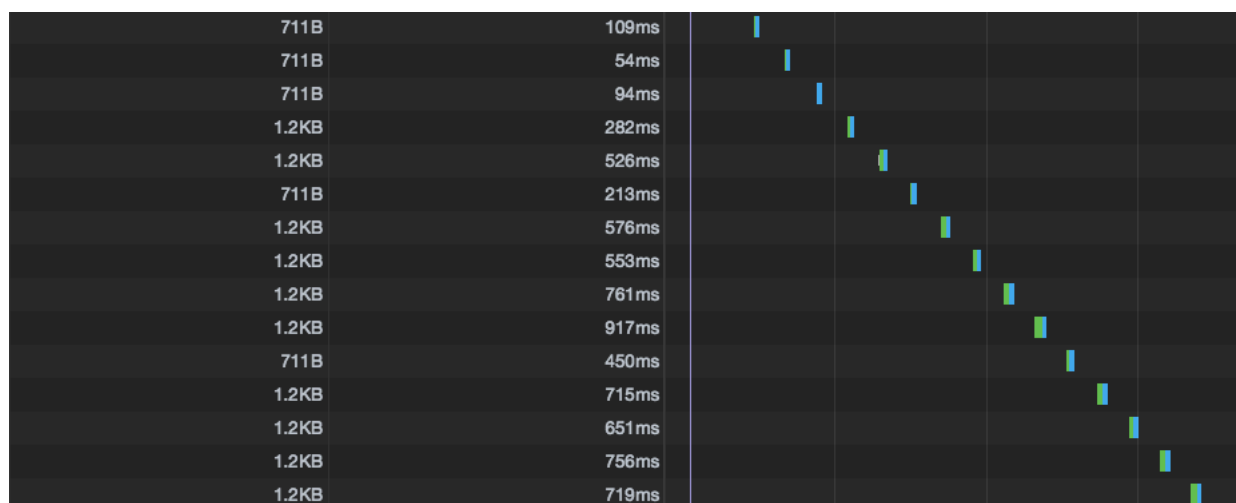 711B 109ms
711B 54ms
711B 94ms
1.2KB 282ms
1.2KB 526ms
711B 213ms
1.2KB 576ms
1.2KB 553ms
1.2KB 761ms
1.2KB 917ms
711B 450ms
1.2KB 715ms
1.2KB 651ms
1.2KB 756ms
1.2KB 719ms